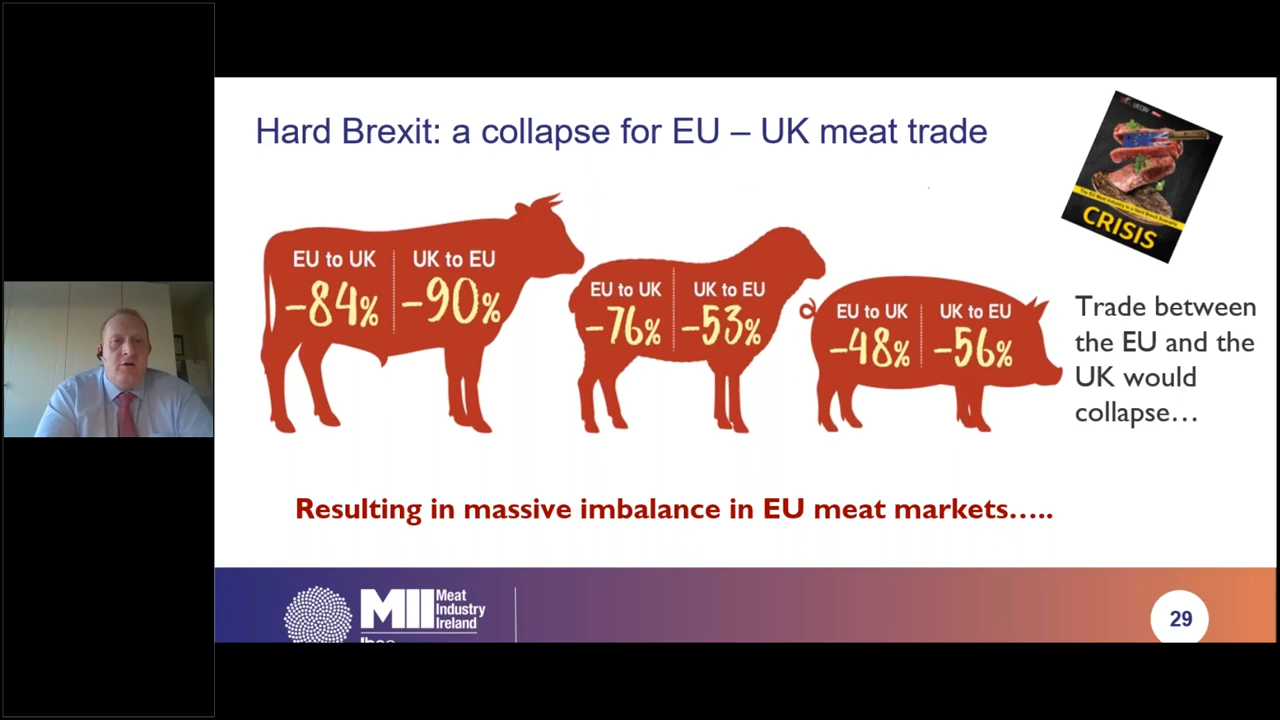 Hard Brexit: a collapse for EU – UK meat trade
EU to UK
-84%
UK to EU
-90%
EU to UK
-76%
UK to EU
-53%
EU to UK
-48%
UK to EU
-56%
CRISIS
Trade between
the EU and the
UK would
collapse…
Resulting in massive imbalance in EU meat markets…..
MII
Meat
Industry
Ireland
29